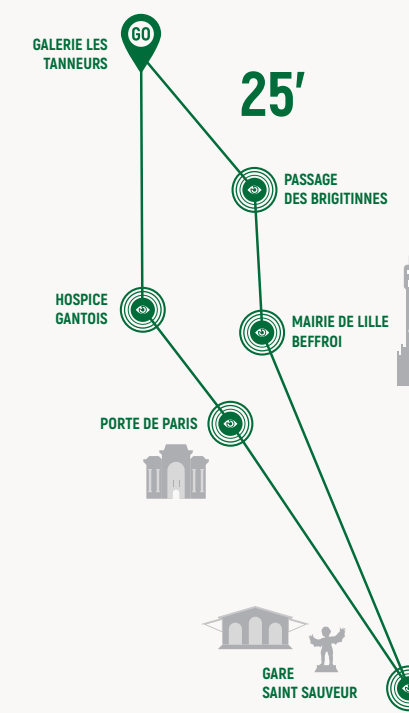 GO
GALERIE LES
TANNEURS
25′
PASSAGE
DES BRIGITINNES
HOSPICE
GANTOIS
MAIRIE DE LILLE
BEFFROI
PORTE DE PARIS
GARE
SAINT SAUVEUR